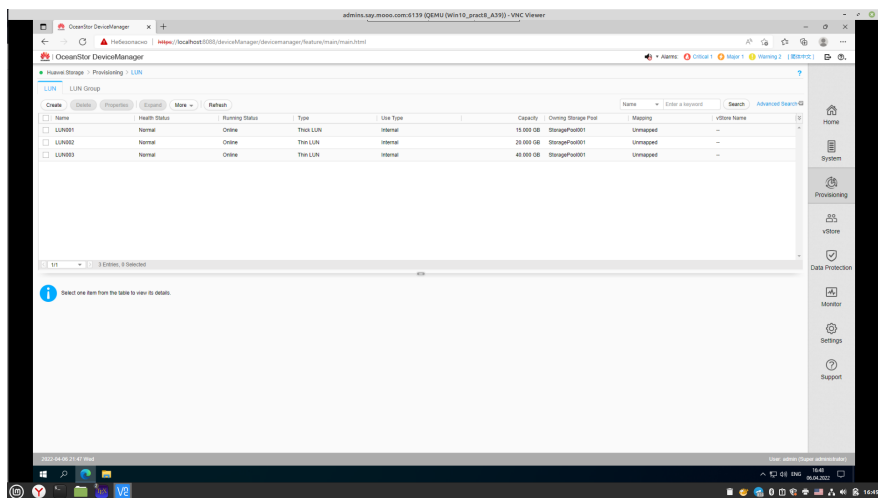 admins.say.mooo.com:6139 (QEMU (Win10_pract8_A39)) - VNC Viewer
OceanStor DeviceManager
Небезопасно | https://localhost:8088/deviceManager/devicemanager/feature/main/main.html
OceanStor DeviceManager
Alarms: Critical 1 Major 1 Warning 2 [简体中文]
Huawei.Storage > Provisioning > LUN
?
LUN LUN Group
Create Delete Properties Expand More Refresh
Name Enter a keyword Search Advanced Search
Name Health Status Running Status Type Use Type Capacity Owning Storage Pool Mapping vStore Name
LUN001 Normal Online Thick LUN Internal 15.000 GB StoragePool001 Unmapped --
LUN002 Normal Online Thin LUN Internal 20.000 GB StoragePool001 Unmapped --
LUN003 Normal Online Thin LUN Internal 40.000 GB StoragePool001 Unmapped --
1/1 3 Entries, 0 Selected
Select one item from the table to view its details.
Home
System
Provisioning
vStore
Data Protection
Monitor
Settings
Support
2022-04-06 21:47 Wed
User: admin (Super administrator)
ENG
16:48
06.04.2022
16:49